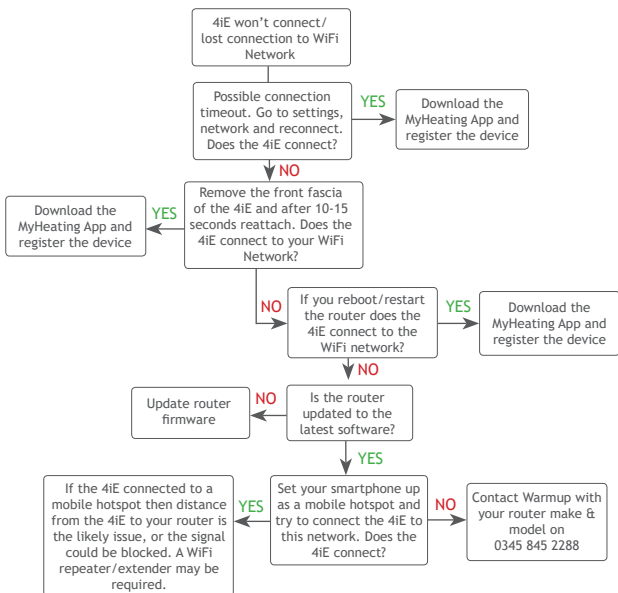 4iE won't connect/
lost connection to WiFi
Network
Possible connection
timeout. Go to settings,
network and reconnect.
Does the 4iE connect?
YES
Download the
MyHeating App and
register the device
NO
Remove the front fascia
of the 4iE and after 10-15
seconds reattach. Does the
4iE connect to your WiFi
Network?
YES
Download the
MyHeating App and
register the device
NO
If you reboot/restart
the router does the
4iE connect to the
WiFi network?
YES
Download the
MyHeating App and
register the device
NO
Is the router
updated to the
latest software?
NO
Update router
firmware
YES
Set your smartphone up
as a mobile hotspot and
try to connect the 4iE to
this network. Does the
4iE connect?
YES
If the 4iE connected to a
mobile hotspot then distance
from the 4iE to your router is
the likely issue, or the signal
could be blocked. A WiFi
repeater/extender may be
required.
NO
Contact Warmup with
your router make &
model on
0345 845 2288